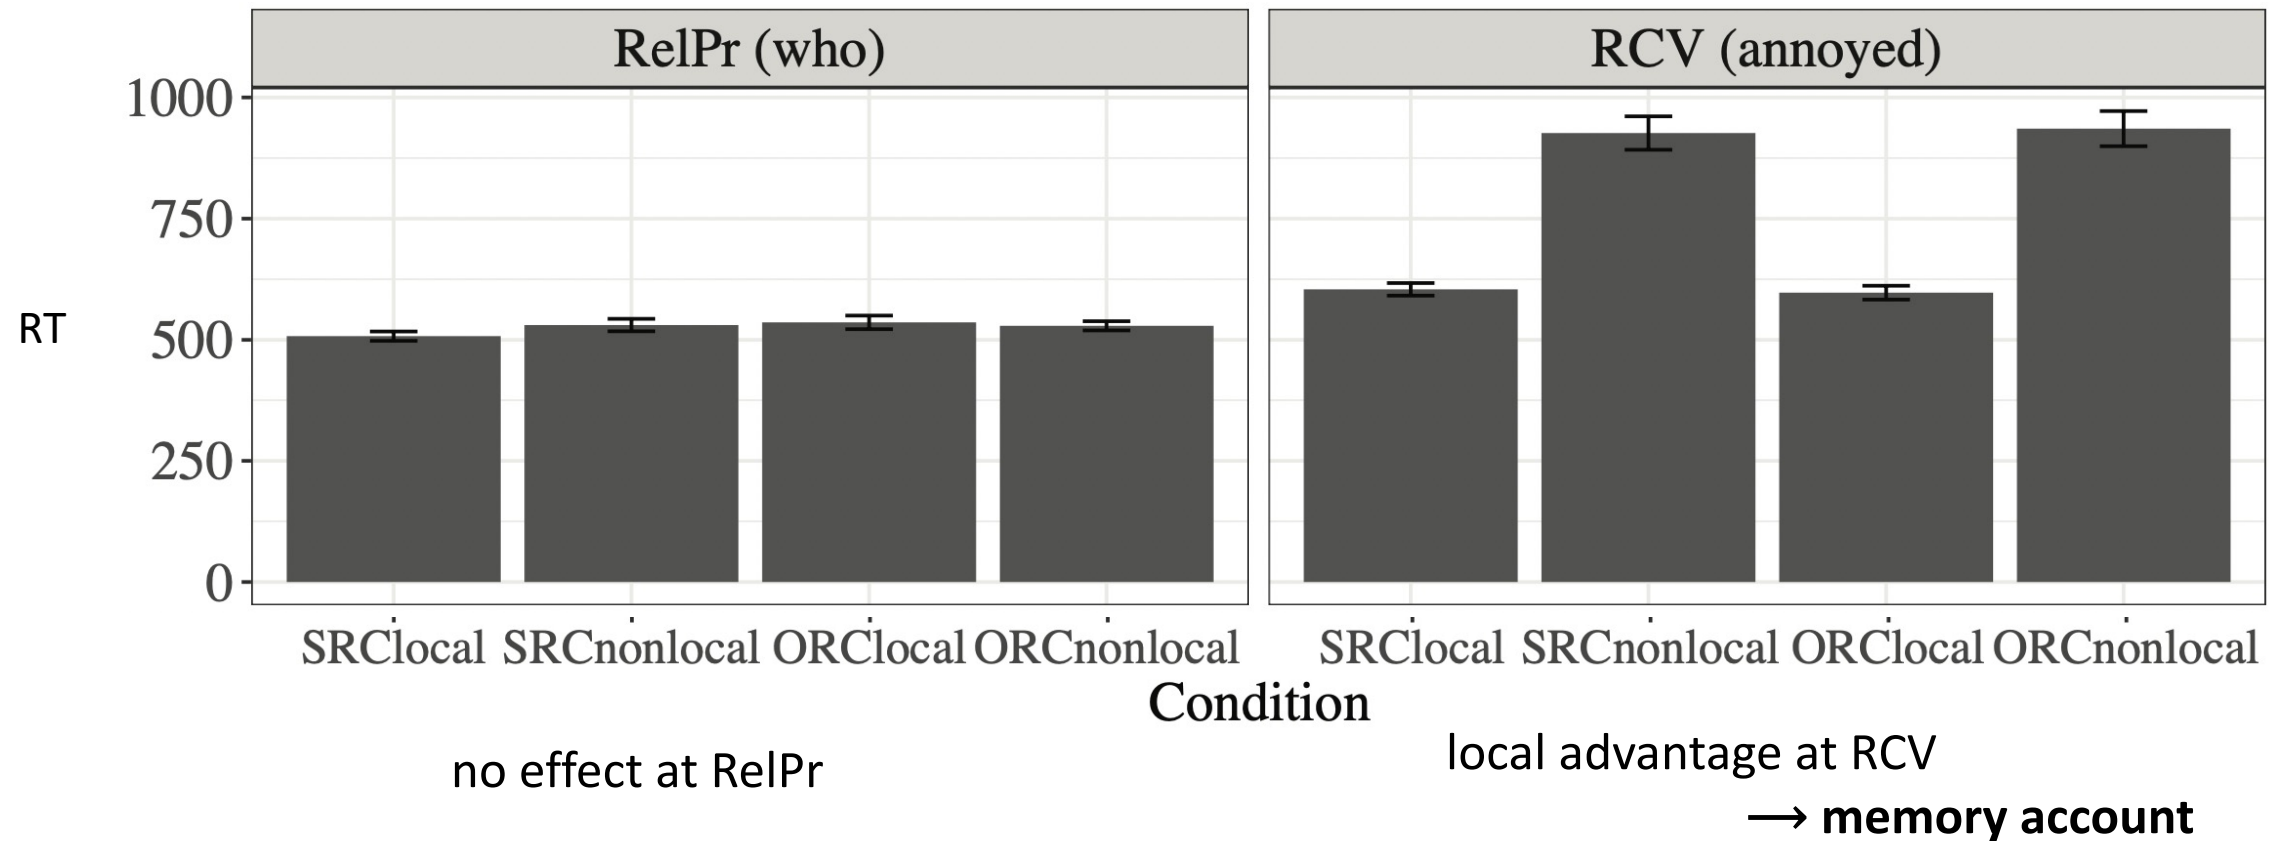 RelPr (who)
RCV (annoyed)
1000
750
500
250
0
RT
SRClocal SRCnonlocal ORClocal ORCnonlocal
SRClocal SRCnonlocal ORClocal ORCnonlocal
Condition
no effect at RelPr
local advantage at RCV
→ memory account